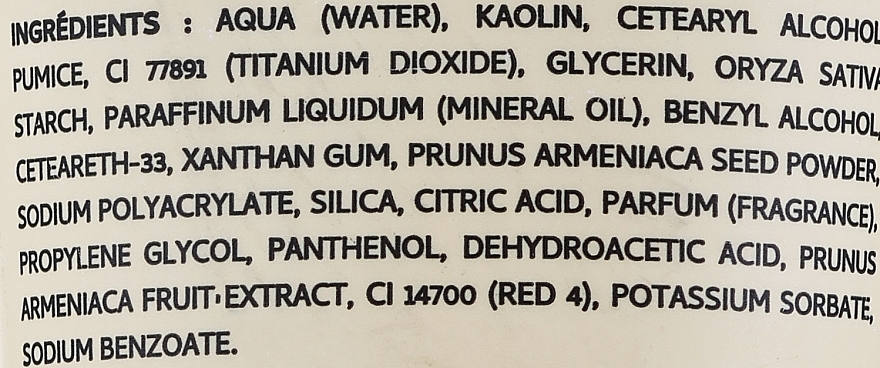 INGRÉDIENTS : AQUA (WATER), KAOLIN, CETEARYL ALCOHOL
PUMICE, CI 77891 (TITANIUM DIOXIDE), GLYCERIN, ORYZA SATIVA
STARCH, PARAFFINUM LIQUIDUM (MINERAL OIL), BENZYL ALCOHOL,
CETEARETH-33, XANTHAN GUM, PRUNUS ARMENIACA SEED POWDER,
SODIUM POLYACRYLATE, SILICA, CITRIC ACID, PARFUM (FRAGRANCE),
PROPYLENE GLYCOL, PANTHENOL, DEHYDROACETIC ACID, PRUNUS
ARMENIACA FRUIT EXTRACT, CI 14700 (RED 4), POTASSIUM SORBATE,
SODIUM BENZOATE.